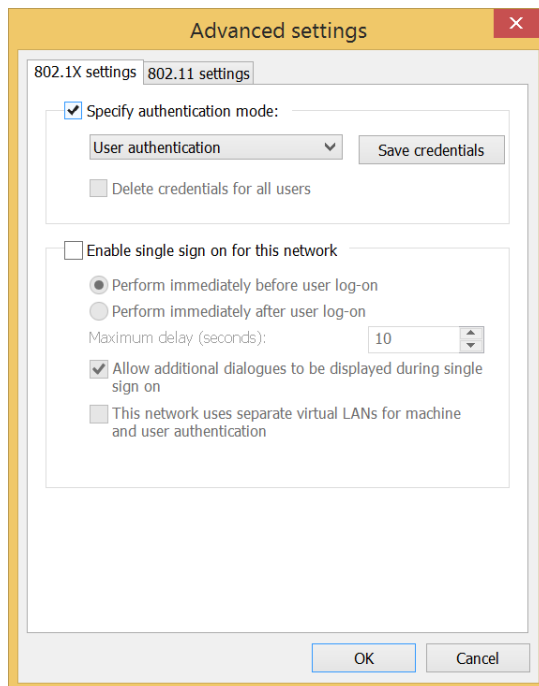 Advanced settings
802.1X settings 802.11 settings
Specify authentication mode:
User authentication Save credentials
Delete credentials for all users
Enable single sign on for this network
Perform immediately before user log-on
Perform immediately after user log-on
Maximum delay (seconds): 10
Allow additional dialogues to be displayed during single
sign on
This network uses separate virtual LANs for machine
and user authentication
OK Cancel